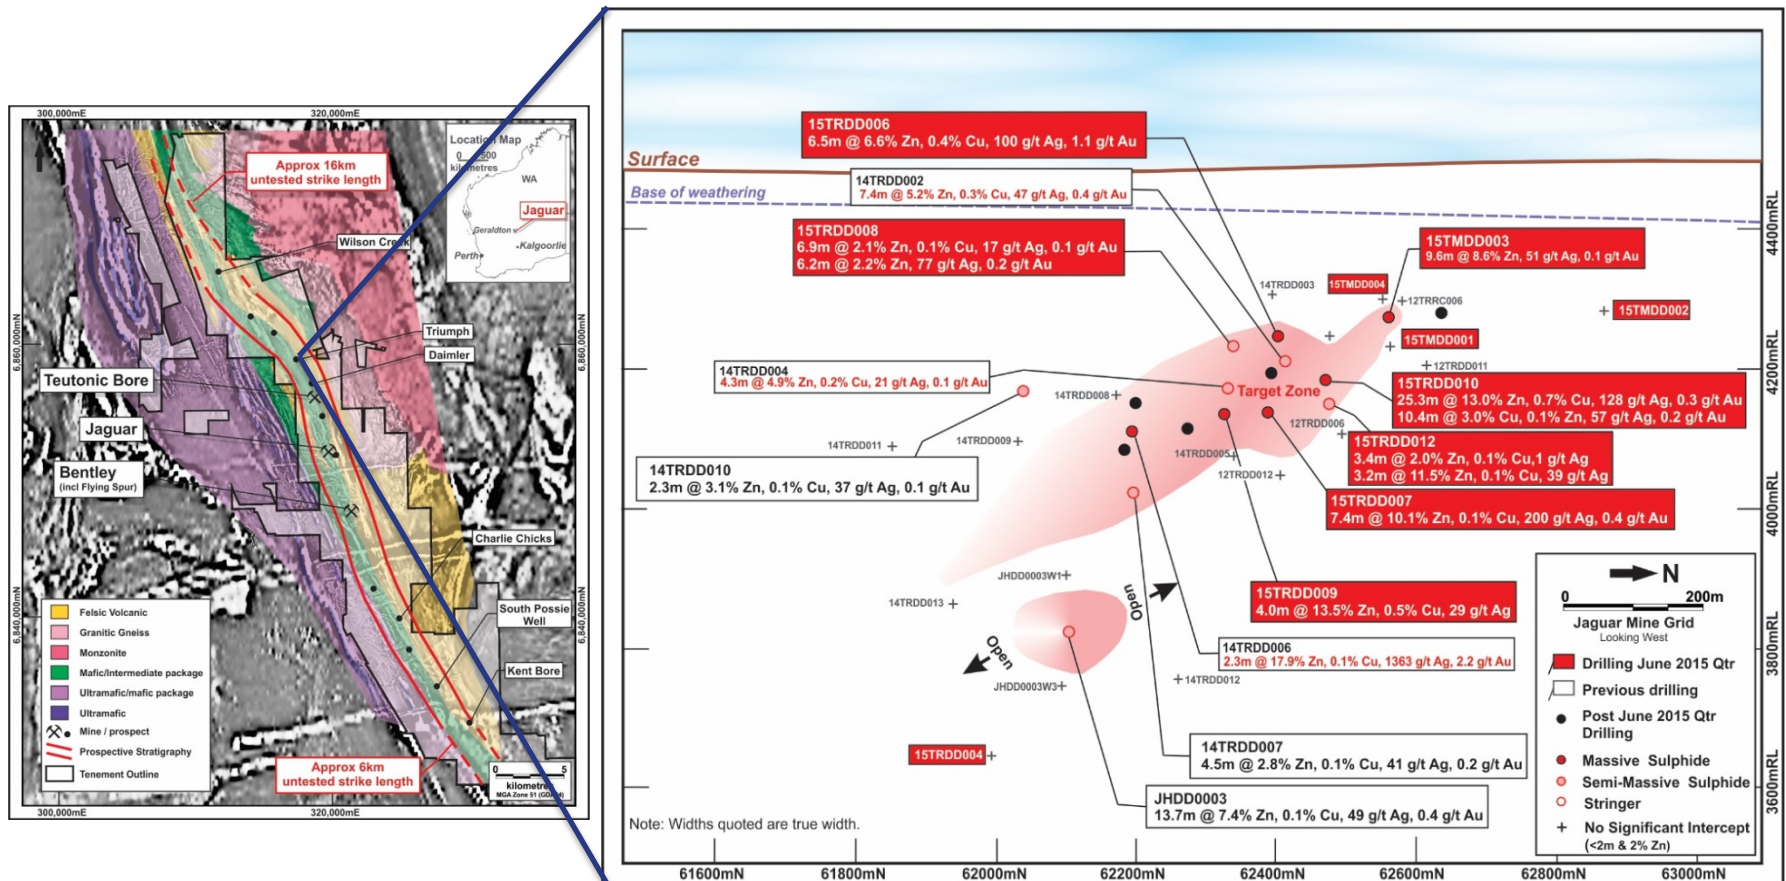 300,000mE
320,000mE
Approx 16km
untested strike length
Location Map
0 500
kilometres
WA
Jaguar
Geraldton
Kalgoorlie
Perth
Wilson Creek
6,860,000mN
6,860,000mN
Triumph
Daimler
Teutonic Bore
Jaguar
Bentley
(incl Flying Spur)
Charlie Chicks
South Possie
Well
Kent Bore
6,840,000mN
6,840,000mN
Felsic Volcanic
Granitic Gneiss
Monzonite
Mafic/Intermediate package
Ultramafic/mafic package
Ultramafic
Mine / prospect
Prospective Stratigraphy
Tenement Outline
Approx 6km
untested strike length
0 5
kilometres
MGA Zone 51
300,000mE
320,000mE
15TRDD006
6.5m @ 6.6% Zn, 0.4% Cu, 100 g/t Ag, 1.1 g/t Au
Surface
14TRDD002
7.4m @ 5.2% Zn, 0.3% Cu, 47 g/t Ag, 0.4 g/t Au
Base of weathering
15TRDD008
6.9m @ 2.1% Zn, 0.1% Cu, 17 g/t Ag, 0.1 g/t Au
6.2m @ 2.2% Zn, 77 g/t Ag, 0.2 g/t Au
15TMDD003
9.6m @ 8.6% Zn, 51 g/t Ag, 0.1 g/t Au
4400mRL
14TRDD003
15TMDD004
12TRRC006
15TMDD002
15TMDD001
12TRDD011
14TRDD004
4.3m @ 4.9% Zn, 0.2% Cu, 21 g/t Ag, 0.1 g/t Au
4200mRL
Target Zone
15TRDD010
25.3m @ 13.0% Zn, 0.7% Cu, 128 g/t Ag, 0.3 g/t Au
10.4m @ 3.0% Cu, 0.1% Zn, 57 g/t Ag, 0.2 g/t Au
14TRDD008
12TRDD006
14TRDD011
14TRDD009
14TRDD005
12TRDD012
15TRDD012
3.4m @ 2.0% Zn, 0.1% Cu,1 g/t Ag
3.2m @ 11.5% Zn, 0.1% Cu, 39 g/t Ag
14TRDD010
2.3m @ 3.1% Zn, 0.1% Cu, 37 g/t Ag, 0.1 g/t Au
15TRDD007
7.4m @ 10.1% Zn, 0.1% Cu, 200 g/t Ag, 0.4 g/t Au
4000mRL
JHDD0003W1
14TRDD013
Open
15TRDD009
4.0m @ 13.5% Zn, 0.5% Cu, 29 g/t Ag
Open
14TRDD006
2.3m @ 17.9% Zn, 0.1% Cu, 1363 g/t Ag, 2.2 g/t Au
JHDD0003W3
14TRDD012
15TRDD004
14TRDD007
4.5m @ 2.8% Zn, 0.1% Cu, 41 g/t Ag, 0.2 g/t Au
JHDD0003
13.7m @ 7.4% Zn, 0.1% Cu, 49 g/t Ag, 0.4 g/t Au
Note: Widths quoted are true width.
N
0 200m
Jaguar Mine Grid
Looking West
Drilling June 2015 Qtr
Previous drilling
Post June 2015 Qtr
Drilling
Massive Sulphide
Semi-Massive Sulphide
Stringer
No Significant Intercept
(<2m & 2% Zn)
3800mRL
3600mRL
61600mN
61800mN
62000mN
62200mN
62400mN
62600mN
62800mN
63000mN